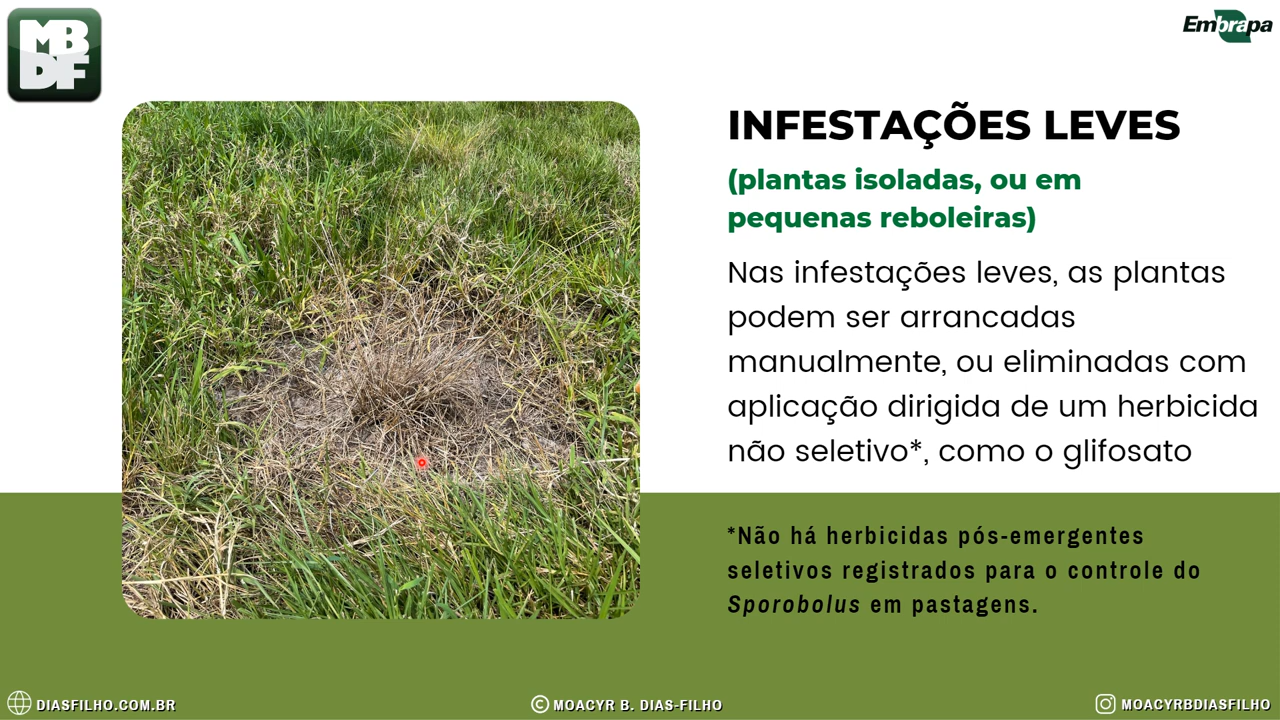 MB
DF
Embrapa
INFESTAÇÕES LEVES
(plantas isoladas, ou em
pequenas reboleiras)
Nas infestações leves, as plantas
podem ser arrancadas
manualmente, ou eliminadas com
aplicação dirigida de um herbicida
não seletivo*, como o glifosato
*Não há herbicidas pós-emergentes
seletivos registrados para o controle do
Sporobolus em pastagens.
DIASFILHO.COM.BR
© MOACYR B. DIAS-FILHO
MOACYRBDIASFILHO